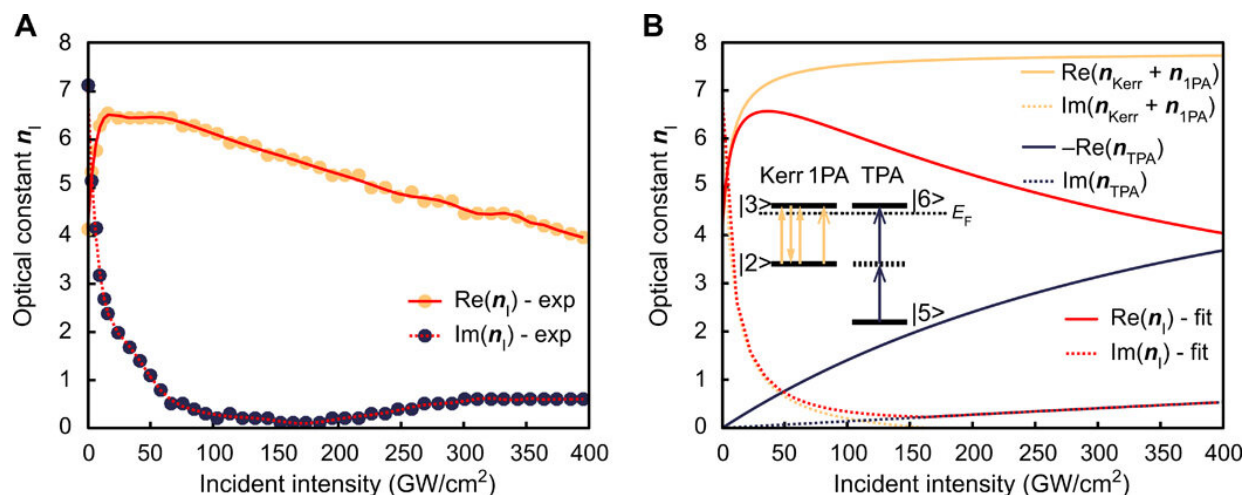 A
Optical constant n_I
8
7
6
5
4
3
2
1
0
0 50 100 150 200 250 300 350 400
Incident intensity (GW/cm²)
Re(n_I) - exp
Im(n_I) - exp
B
Optical constant n_I
8
7
6
5
4
3
2
1
0
0 50 100 150 200 250 300 350 400
Incident intensity (GW/cm²)
Re(n_Kerr + n_1PA)
Im(n_Kerr + n_1PA)
–Re(n_TPA)
Im(n_TPA)
Kerr 1PA TPA
|3> |6>
E_F
|2>
|5>
Re(n_I) - fit
Im(n_I) - fit